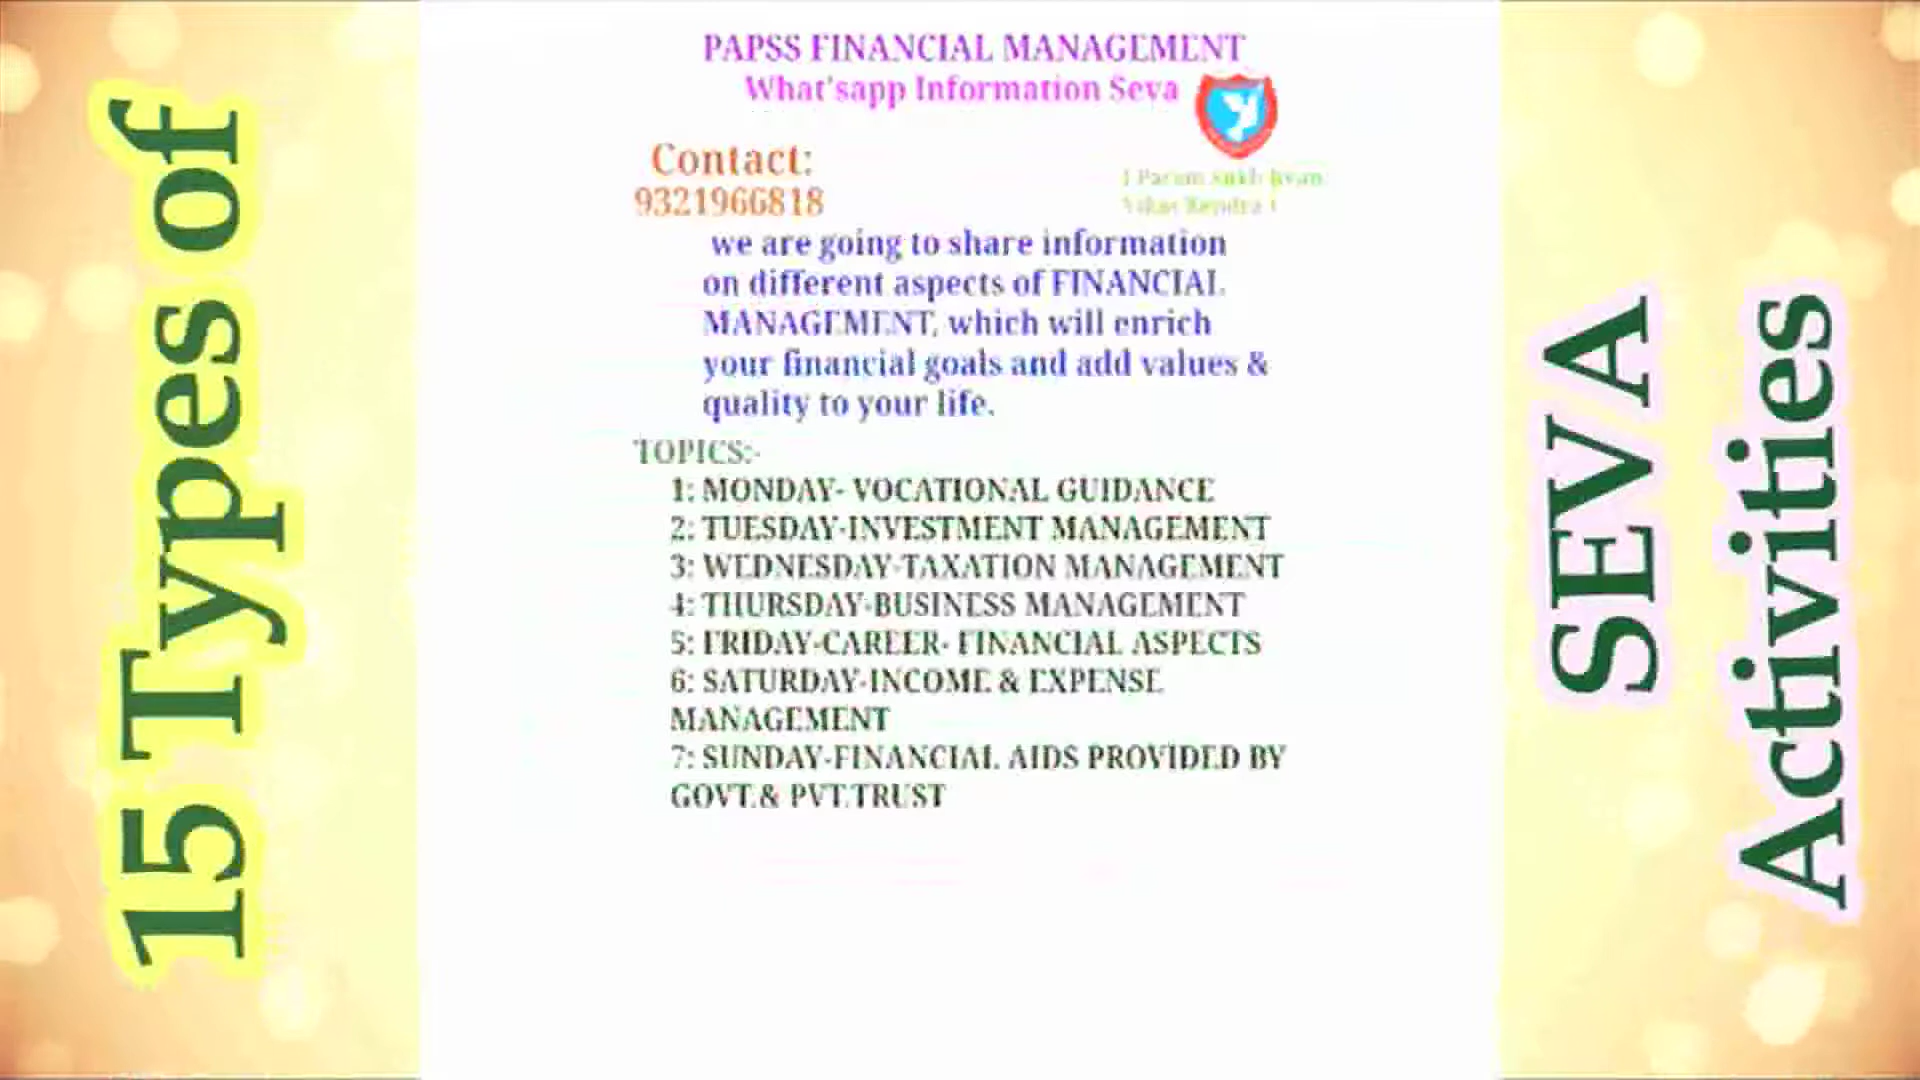 15 Types of
PAPSS FINANCIAL MANAGEMENT
What'sapp Information Seva
Contact:
9321966818
we are going to share information
on different aspects of FINANCIAL
MANAGEMENT, which will enrich
your financial goals and add values &
quality to your life.
TOPICS:-
1: MONDAY- VOCATIONAL GUIDANCE
2: TUESDAY-INVESTMENT MANAGEMENT
3: WEDNESDAY-TAXATION MANAGEMENT
4: THURSDAY-BUSINESS MANAGEMENT
5: FRIDAY-CAREER- FINANCIAL ASPECTS
6: SATURDAY-INCOME & EXPENSE
MANAGEMENT
7: SUNDAY-FINANCIAL AIDS PROVIDED BY
GOVT.& PVT.TRUST
SEVA
Activities